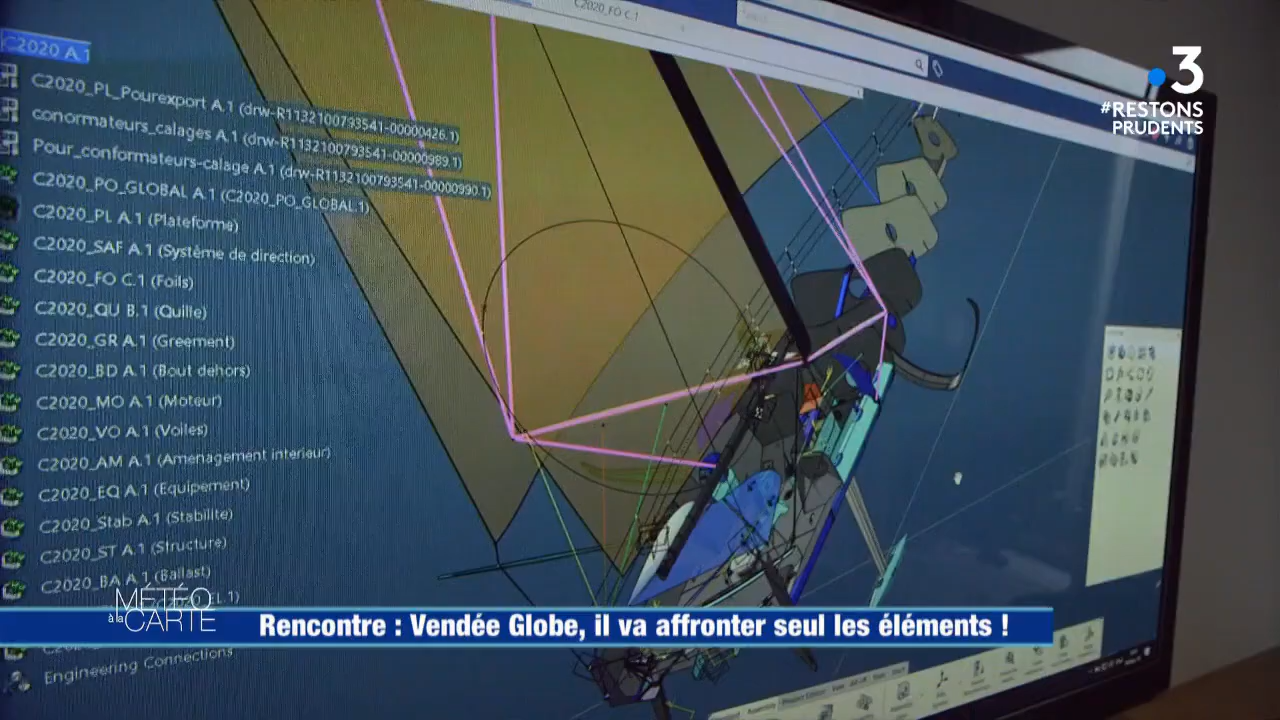 C2020_FO C.1
C2020 A.1
C2020_PL_Pourexport A.1 (drw-R1132100793541-00000426.1)
conormateurs_calages A.1 (drw-R1132100793541-00000989.1)
Pour_conformateurs-calage A.1 (drw-R1132100793541-00000990.1)
C2020_PO_GLOBAL A.1 (C2020_PO_GLOBAL.1)
C2020_PL A.1 (Plateforme)
C2020_SAF A.1 (Système de direction)
C2020_FO C.1 (Foils)
C2020_QU B.1 (Quille)
C2020_GR A.1 (Greement)
C2020_BD A.1 (Bout dehors)
C2020_MO A.1 (Moteur)
C2020_VO A.1 (Voiles)
C2020_AM A.1 (Amenagement interieur)
C2020_EQ A.1 (Equipement)
C2020_Stab A.1 (Stabilite)
C2020_ST A.1 (Structure)
C2020_BA A.1 (Ballast)
Engineering Connections
3
#RESTONS
PRUDENTS
MÉTÉO
à la CARTE
Rencontre : Vendée Globe, il va affronter seul les éléments !